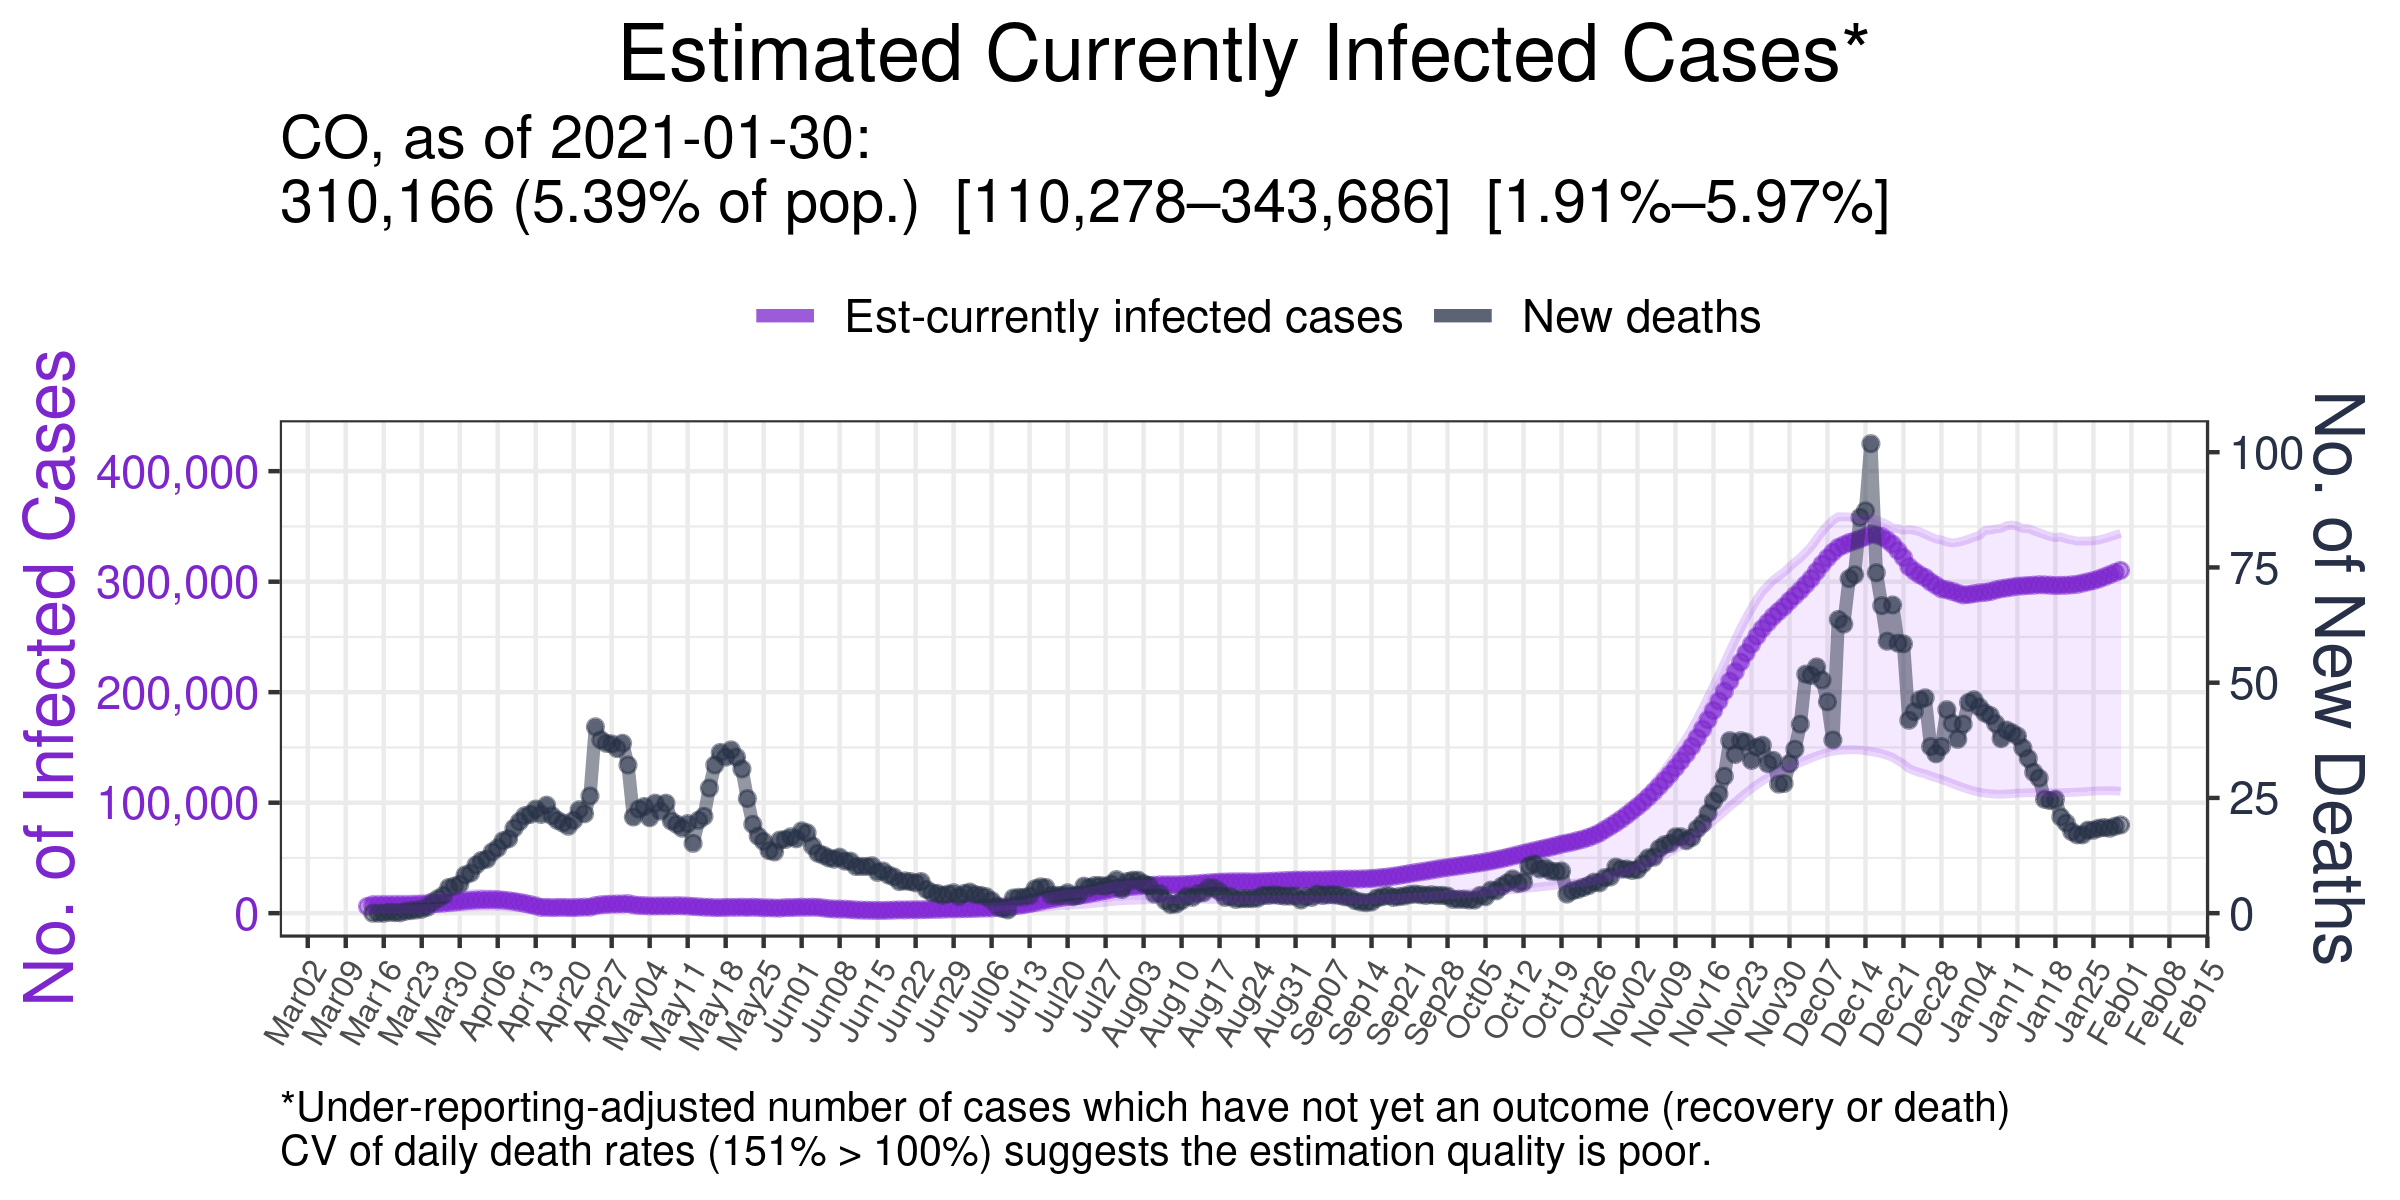 Estimated Currently Infected Cases*
CO, as of 2021-01-30:
310,166 (5.39% of pop.) [110,278–343,686] [1.91%–5.97%]
Est-currently infected cases
New deaths
No. of Infected Cases
400,000
300,000
200,000
100,000
0
100
75
50
25
0
No. of New Deaths
Mar02
Mar09
Mar16
Mar23
Mar30
Apr06
Apr13
Apr20
Apr27
May04
May11
May18
May25
Jun01
Jun08
Jun15
Jun22
Jun29
Jul06
Jul13
Jul20
Jul27
Aug03
Aug10
Aug17
Aug24
Aug31
Sep07
Sep14
Sep21
Sep28
Oct05
Oct12
Oct19
Oct26
Nov02
Nov09
Nov16
Nov23
Nov30
Dec07
Dec14
Dec21
Dec28
Jan04
Jan11
Jan18
Jan25
Feb01
Feb08
Feb15
*Under-reporting-adjusted number of cases which have not yet an outcome (recovery or death)
CV of daily death rates (151% > 100%) suggests the estimation quality is poor.